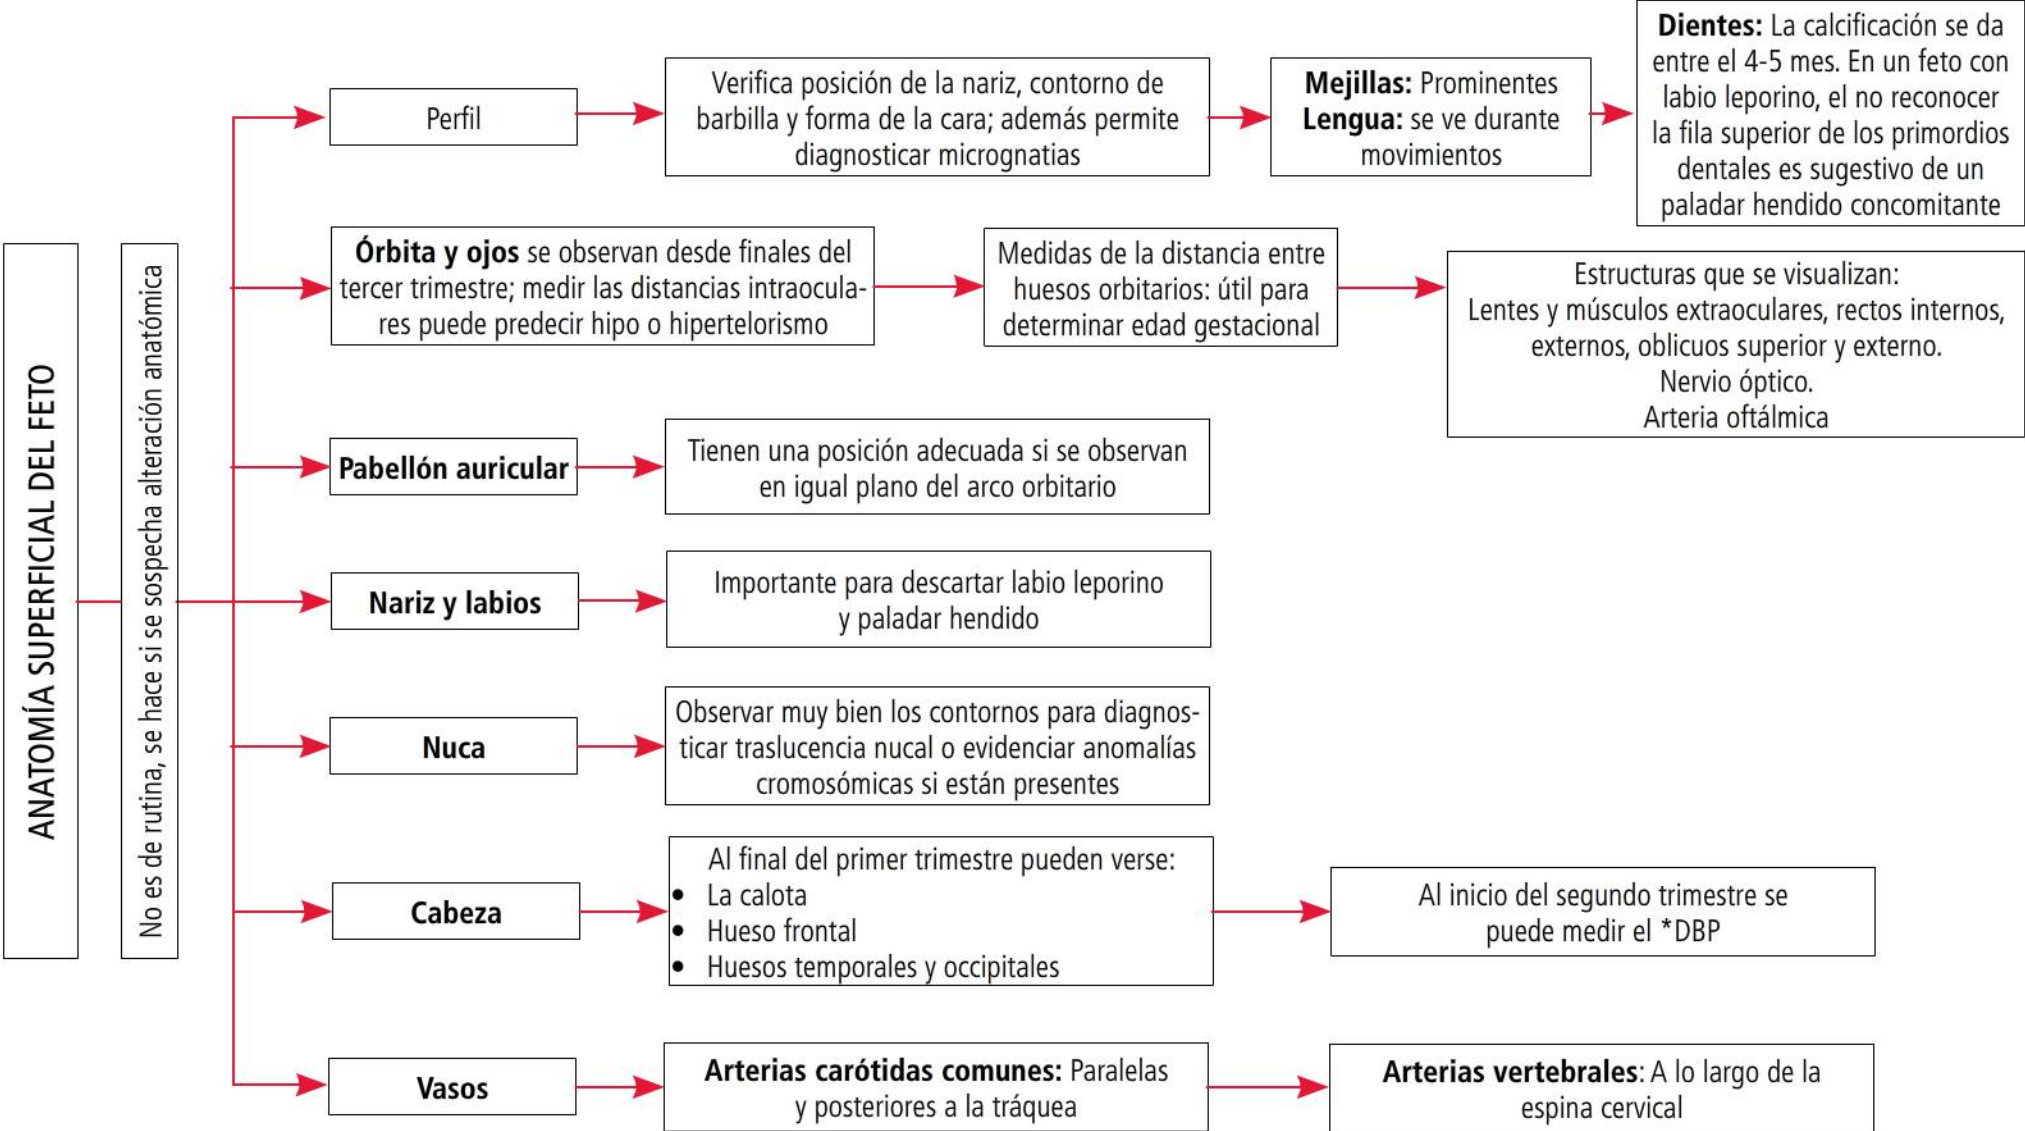 ANATOMÍA SUPERFICIAL DEL FETO
No es de rutina, se hace si se sospecha alteración anatómica
Perfil
Verifica posición de la nariz, contorno de
barbilla y forma de la cara; además permite
diagnosticar micrognatias
Mejillas: Prominentes
Lengua: se ve durante
movimientos
Dientes: La calcificación se da
entre el 4-5 mes. En un feto con
labio leporino, el no reconocer
la fila superior de los primordios
dentales es sugestivo de un
paladar hendido concomitante
Órbita y ojos se observan desde finales del
tercer trimestre; medir las distancias intraocula-
res puede predecir hipo o hipertelorismo
Medidas de la distancia entre
huesos orbitarios: útil para
determinar edad gestacional
Estructuras que se visualizan:
Lentes y músculos extraoculares, rectos internos,
externos, oblicuos superior y externo.
Nervio óptico.
Arteria oftálmica
Pabellón auricular
Tienen una posición adecuada si se observan
en igual plano del arco orbitario
Nariz y labios
Importante para descartar labio leporino
y paladar hendido
Nuca
Observar muy bien los contornos para diagnos-
ticar traslucencia nucal o evidenciar anomalías
cromosómicas si están presentes
Cabeza
Al final del primer trimestre pueden verse:
• La calota
• Hueso frontal
• Huesos temporales y occipitales
Al inicio del segundo trimestre se
puede medir el *DBP
Vasos
Arterias carótidas comunes: Paralelas
y posteriores a la tráquea
Arterias vertebrales: A lo largo de la
espina cervical